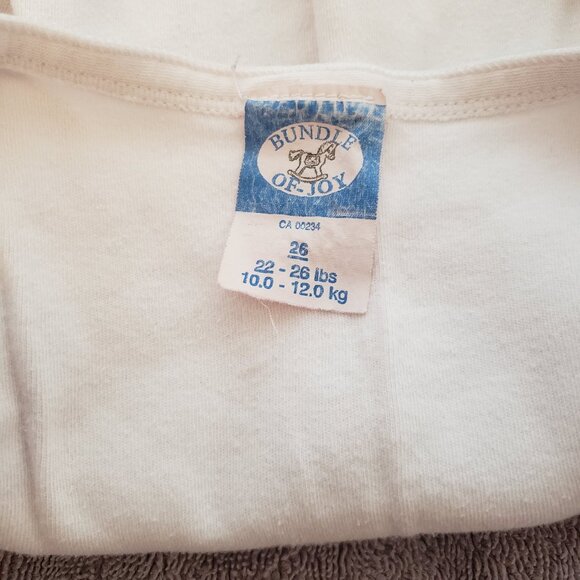 BUNDLE
OF-JOY
CA 00234
26
22 - 26 lbs
10.0 - 12.0 kg